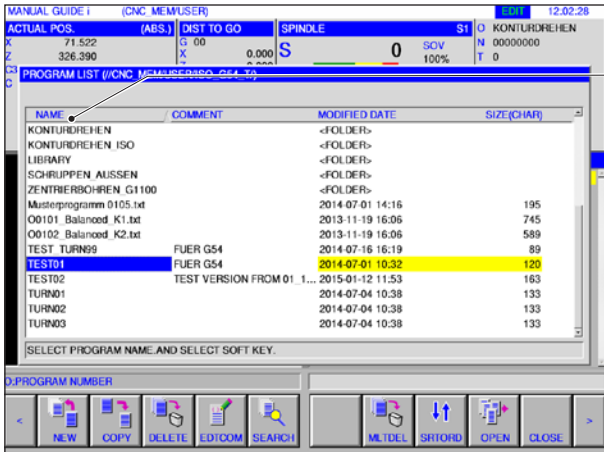 MANUAL GUIDE i (CNC_MEM/USER) EDIT 12:02:28
ACTUAL POS. (ABS.) DIST TO GO SPINDLE S1 O KONTURDREHEN
X 71.522 G 00 N 00000000
Z 326.390 X 0.000 S 0 SOV 100% T 0
C3 Z 0.000
C
PROGRAM LIST (//CNC_MEM/USER/ISO_G54_T/)
NAME COMMENT MODIFIED DATE SIZE(CHAR)
KONTURDREHEN <FOLDER>
KONTURDREHEN_ISO <FOLDER>
LIBRARY <FOLDER>
SCHRUPPEN_AUSSEN <FOLDER>
ZENTRIERBOHREN_G1100 <FOLDER>
Musterprogramm 0105.txt 2014-07-01 14:16 195
O0101_Balanced_K1.txt 2013-11-19 16:06 745
O0102_Balanced_K2.txt 2013-11-19 16:06 589
TEST_TURN99 FUER G54 2014-07-16 16:19 89
TEST01 FUER G54 2014-07-01 10:32 120
TEST02 TEST VERSION FROM 01_1... 2015-01-12 11:53 163
TURN01 2014-07-04 10:38 133
TURN02 2014-07-04 10:38 133
TURN03 2014-07-04 10:38 133
SELECT PROGRAM NAME.AND SELECT SOFT KEY.
O:PROGRAM NUMBER
< NEW COPY DELETE EDTCOM SEARCH MLTDEL SRTORD OPEN CLOSE >